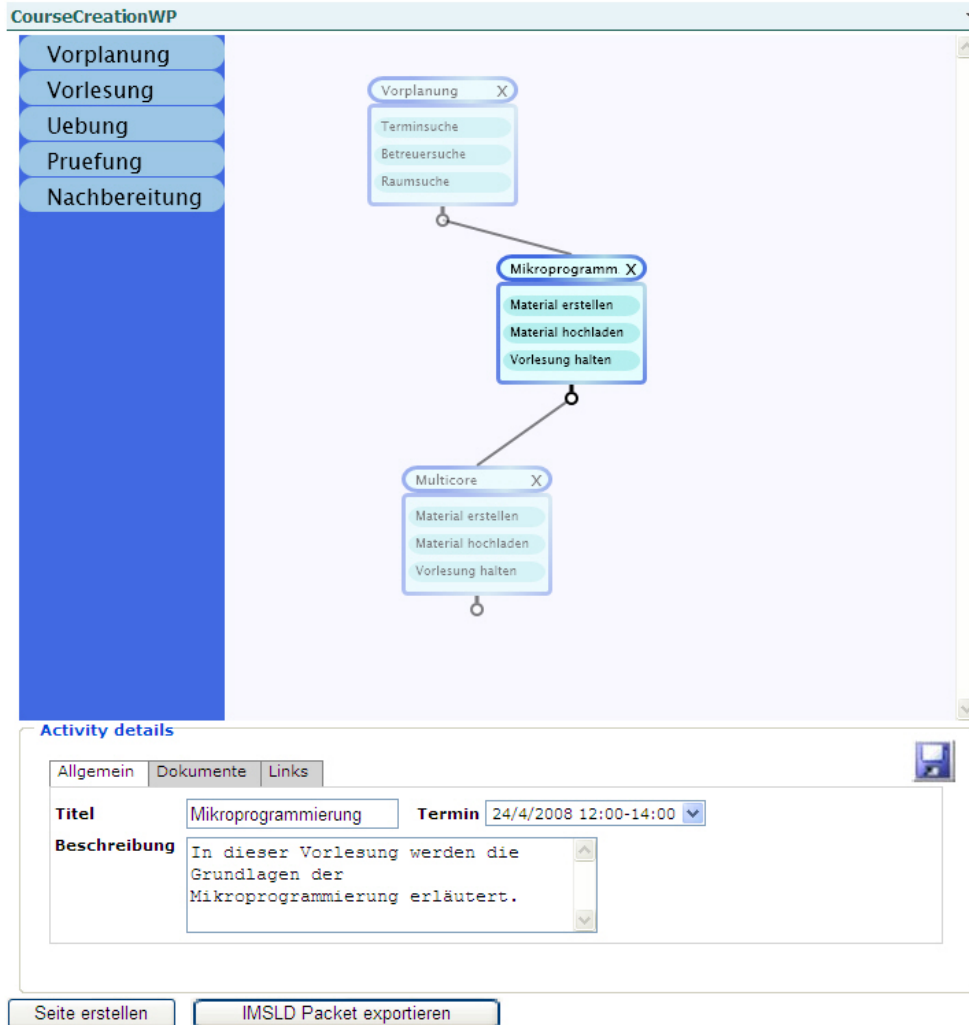 CourseCreationWP
Vorplanung
Vorlesung
Uebung
Pruefung
Nachbereitung
Vorplanung X
Terminsuche
Betreuersuche
Raumsuche
Mikroprogramm. X
Material erstellen
Material hochladen
Vorlesung halten
Multicore X
Material erstellen
Material hochladen
Vorlesung halten
Activity details
Allgemein Dokumente Links
Titel Mikroprogrammierung Termin 24/4/2008 12:00-14:00
Beschreibung In dieser Vorlesung werden die
Grundlagen der
Mikroprogrammierung erläutert.
Seite erstellen IMSLD Packet exportieren